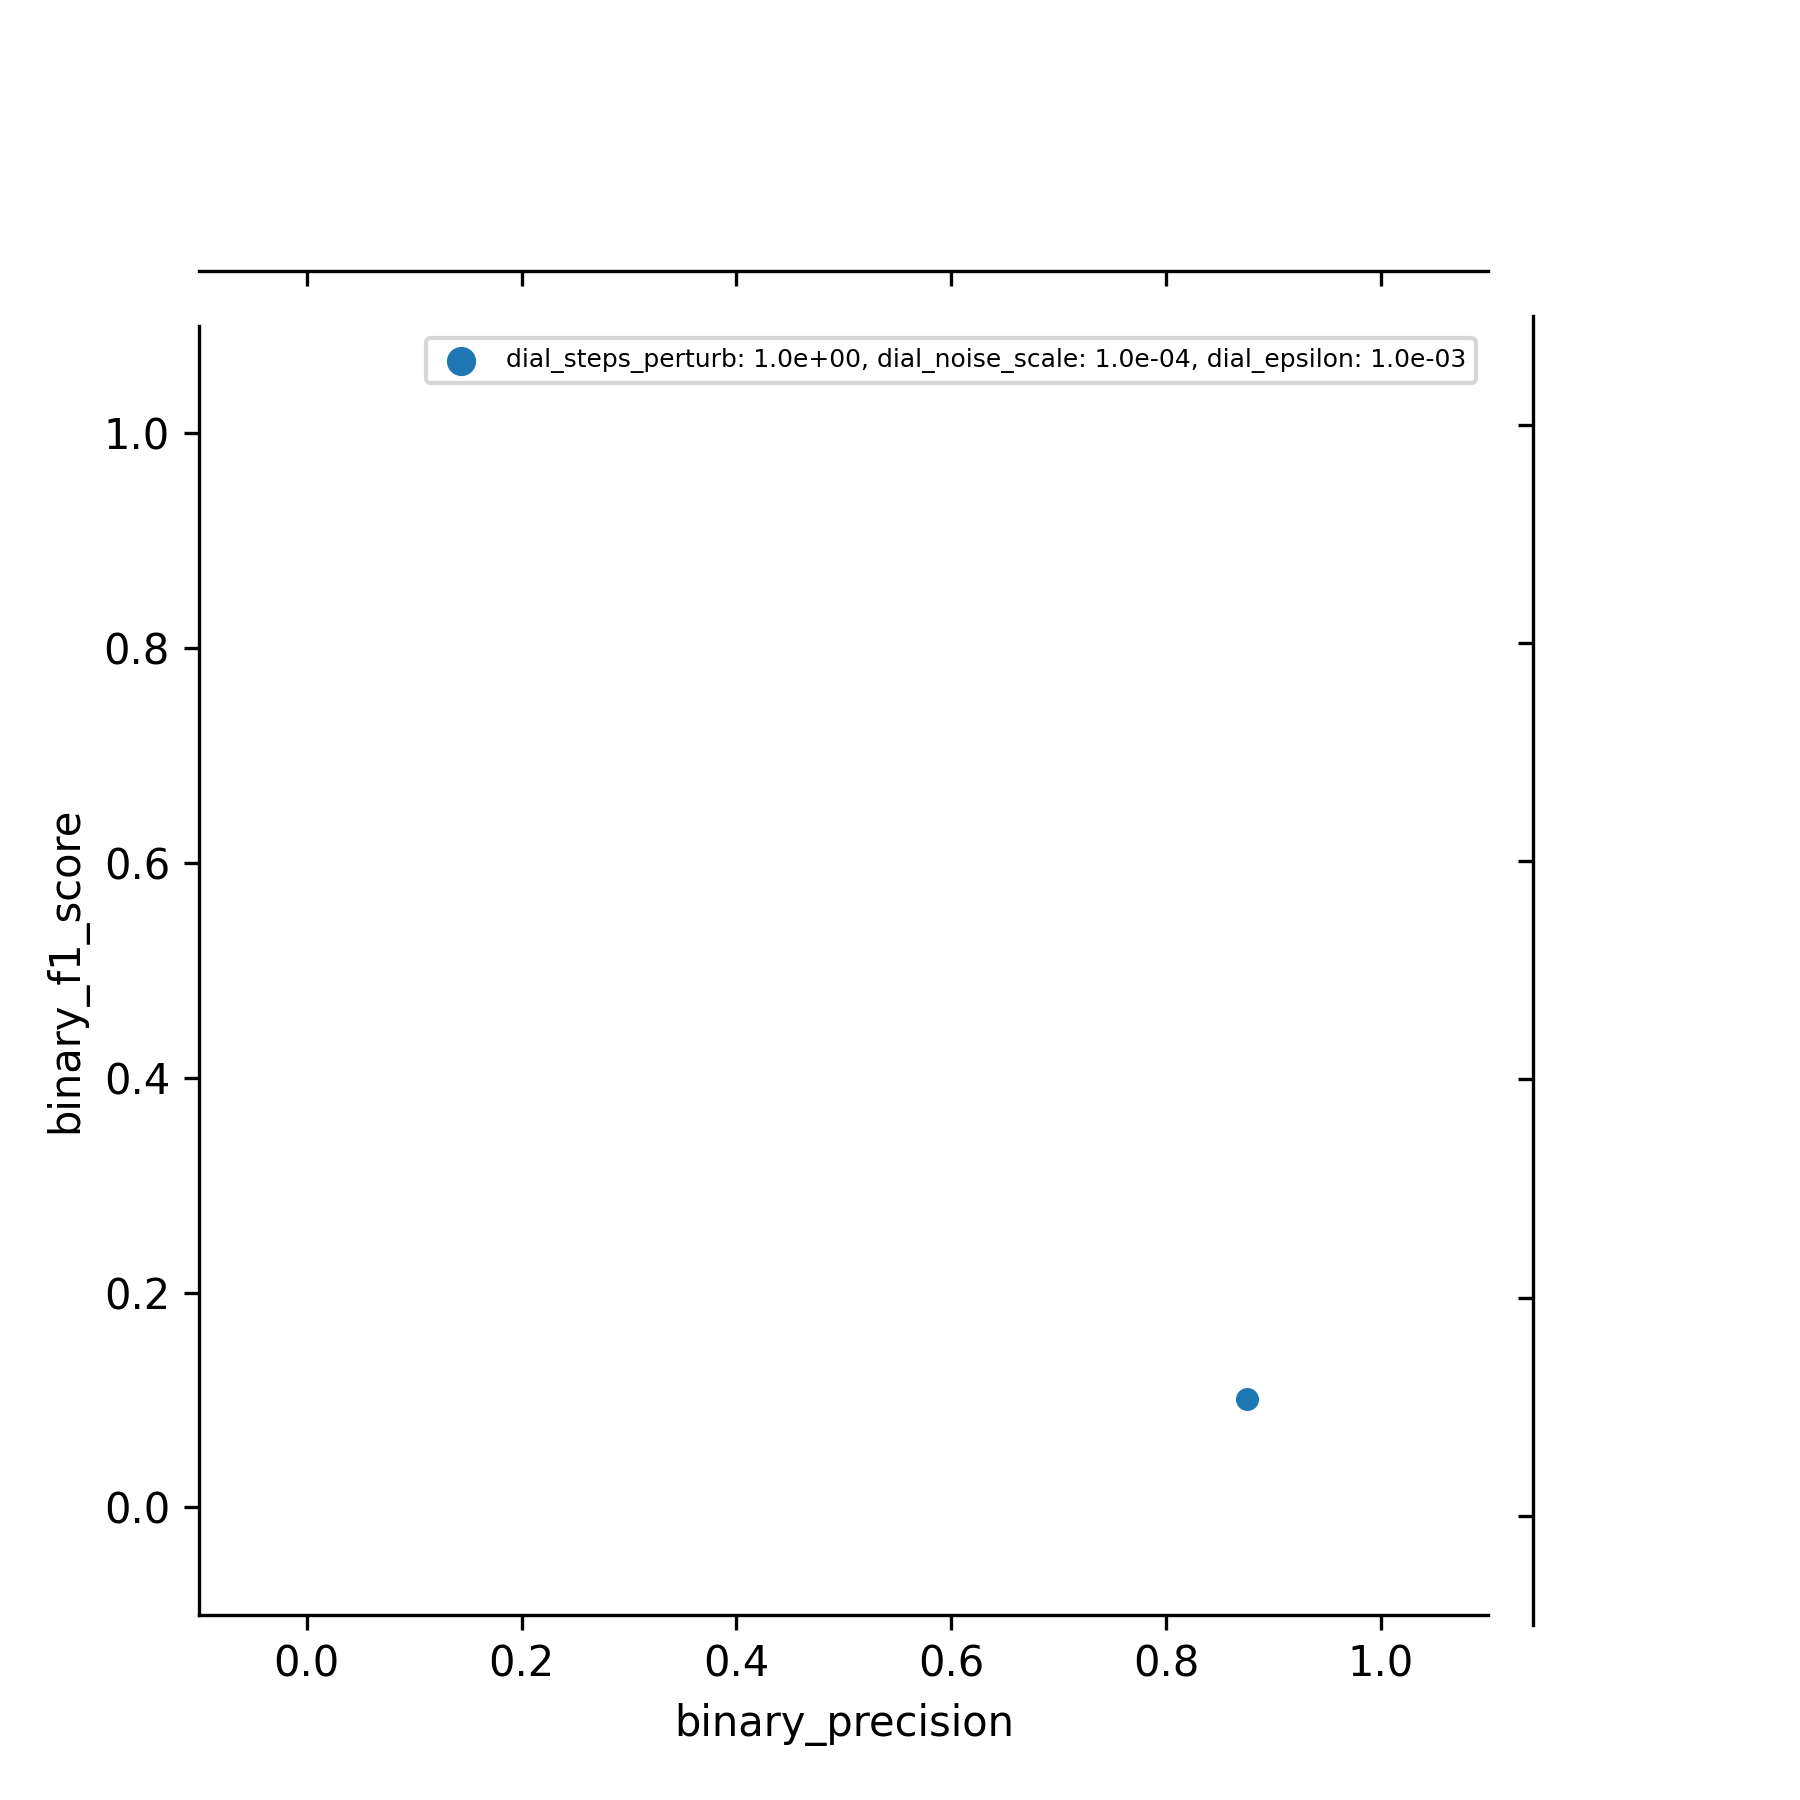 dial_steps_perturb: 1.0e+00, dial_noise_scale: 1.0e-04, dial_epsilon: 1.0e-03
1.0
0.8
0.6
0.4
0.2
0.0
binary_f1_score
0.0 0.2 0.4 0.6 0.8 1.0
binary_precision